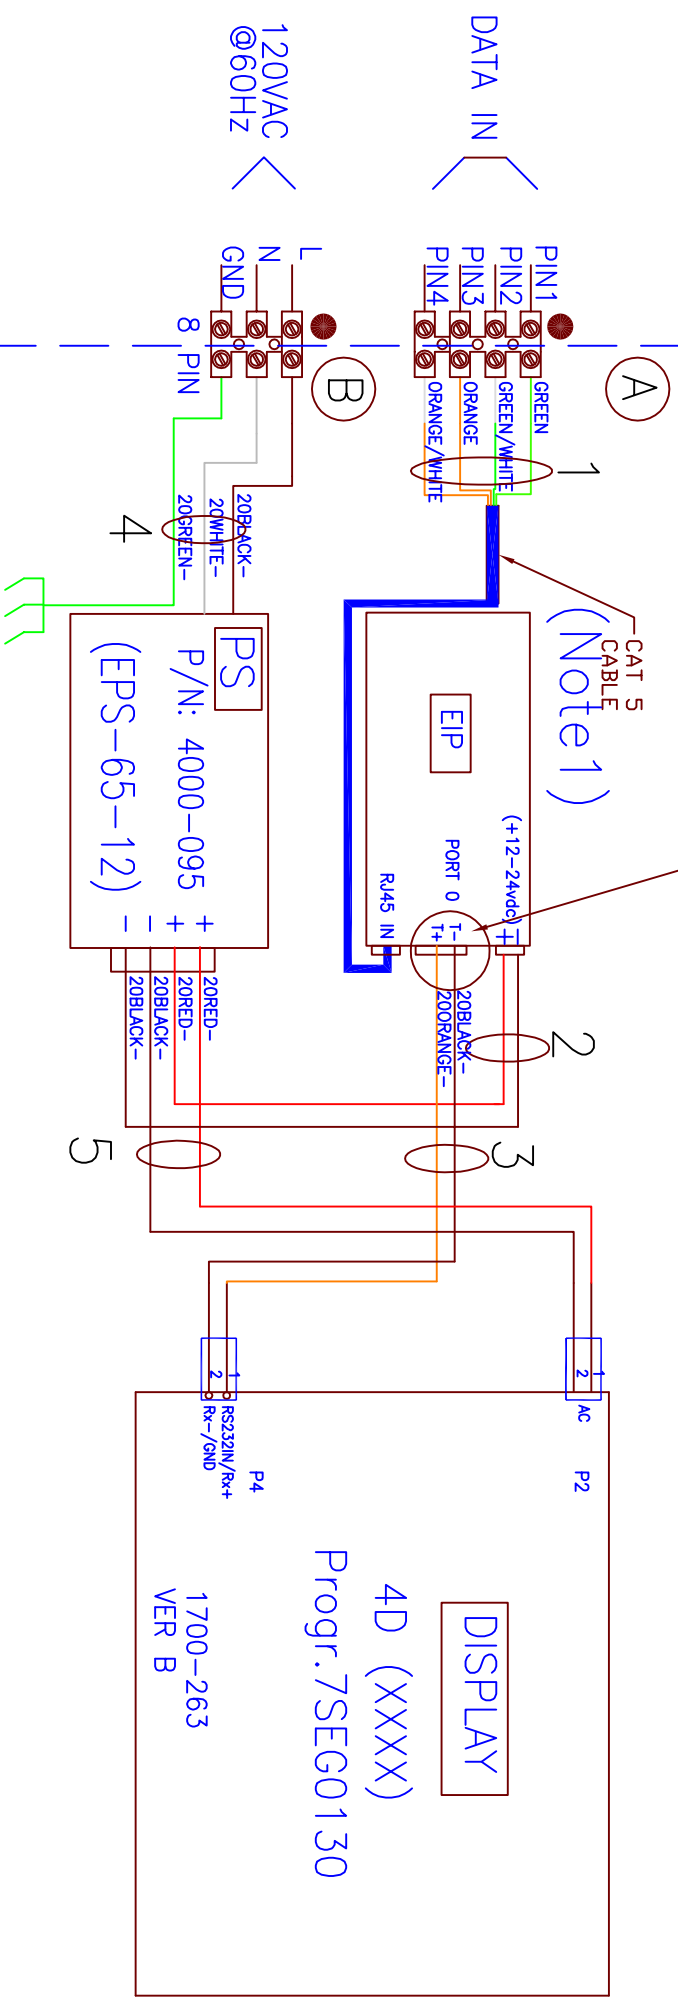 DATA IN
120VAC
@60Hz
PIN1
PIN2
PIN3
PIN4
L
N
GND
8 PIN
A
B
GREEN
GREEN/WHITE
ORANGE
ORANGE/WHITE
1
CAT 5
CABLE
(Note1)
20BLACK-
20WHITE-
20GREEN-
4
EIP
(+12-24vdc)
-
+
PORT 0
T-
T+
RJ45 IN
PS
P/N: 4000-095
(EPS-65-12)
+
+
-
-
20RED-
20RED-
20BLACK-
20BLACK-
20BLACK-
20ORANGE-
2
3
5
1
2
AC
P2
1
2
RS232IN/Rx+
Rx-/GND
P4
DISPLAY
4D (XXXX)
Progr.7SEG0130
1700-263
VER B